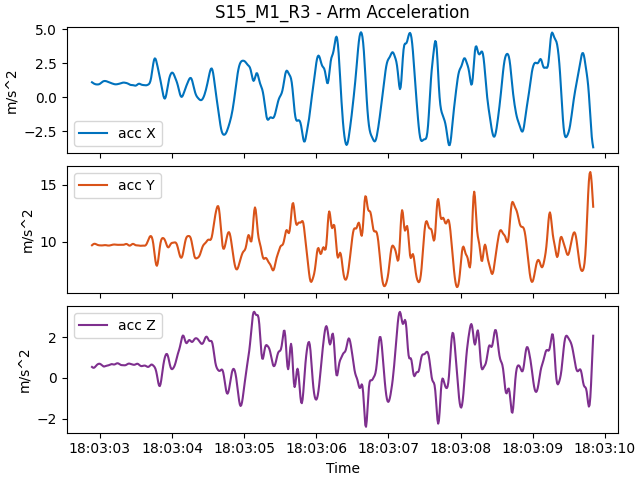 S15_M1_R3 - Arm Acceleration
5.0
2.5
0.0
−2.5
m/s^2
acc X
15
10
m/s^2
acc Y
2
0
−2
m/s^2
acc Z
18:03:03 18:03:04 18:03:05 18:03:06 18:03:07 18:03:08 18:03:09 18:03:10
Time